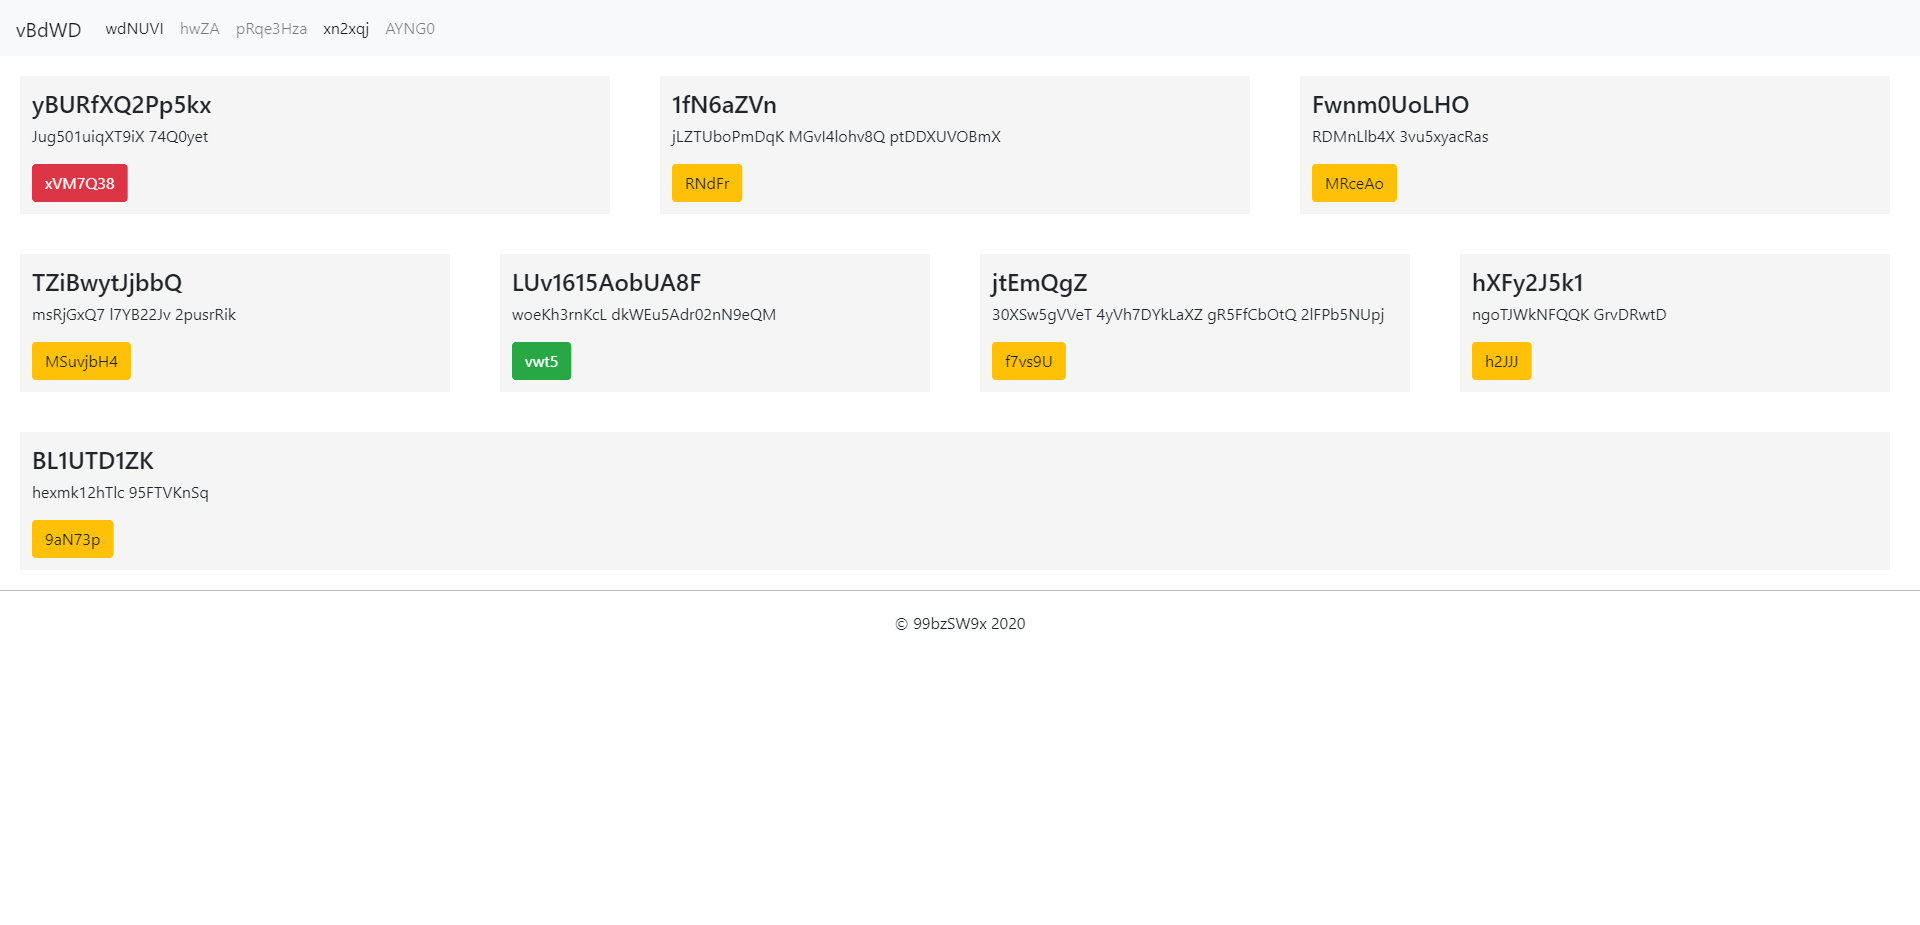 vBdWD wdNUVI hwZA pRqe3Hza xn2xqj AYNG0
yBURfXQ2Pp5kx
Jug501uiqXT9iX 74Q0yet
xVM7Q38
1fN6aZVn
jLZTUboPmDqK MGvI4lohv8Q ptDDXUVOBmX
RNdFr
Fwnm0UoLHO
RDMnLlb4X 3vu5xyacRas
MRceAo
TZiBwytJjbbQ
msRjGxQ7 l7YB22Jv 2pusrRik
MSuvjbH4
LUv1615AobUA8F
woeKh3rnKcL dkWEu5Adr02nN9eQM
vwt5
jtEmQgZ
30XSw5gVVeT 4yVh7DYkLaXZ gR5FfCbOtQ 2lFPb5NUpj
f7vs9U
hXFy2J5k1
ngoTJWkNFQQK GrvDRwtD
h2JJJ
BL1UTD1ZK
hexmk12hTlc 95FTVKnSq
9aN73p
© 99bzSW9x 2020